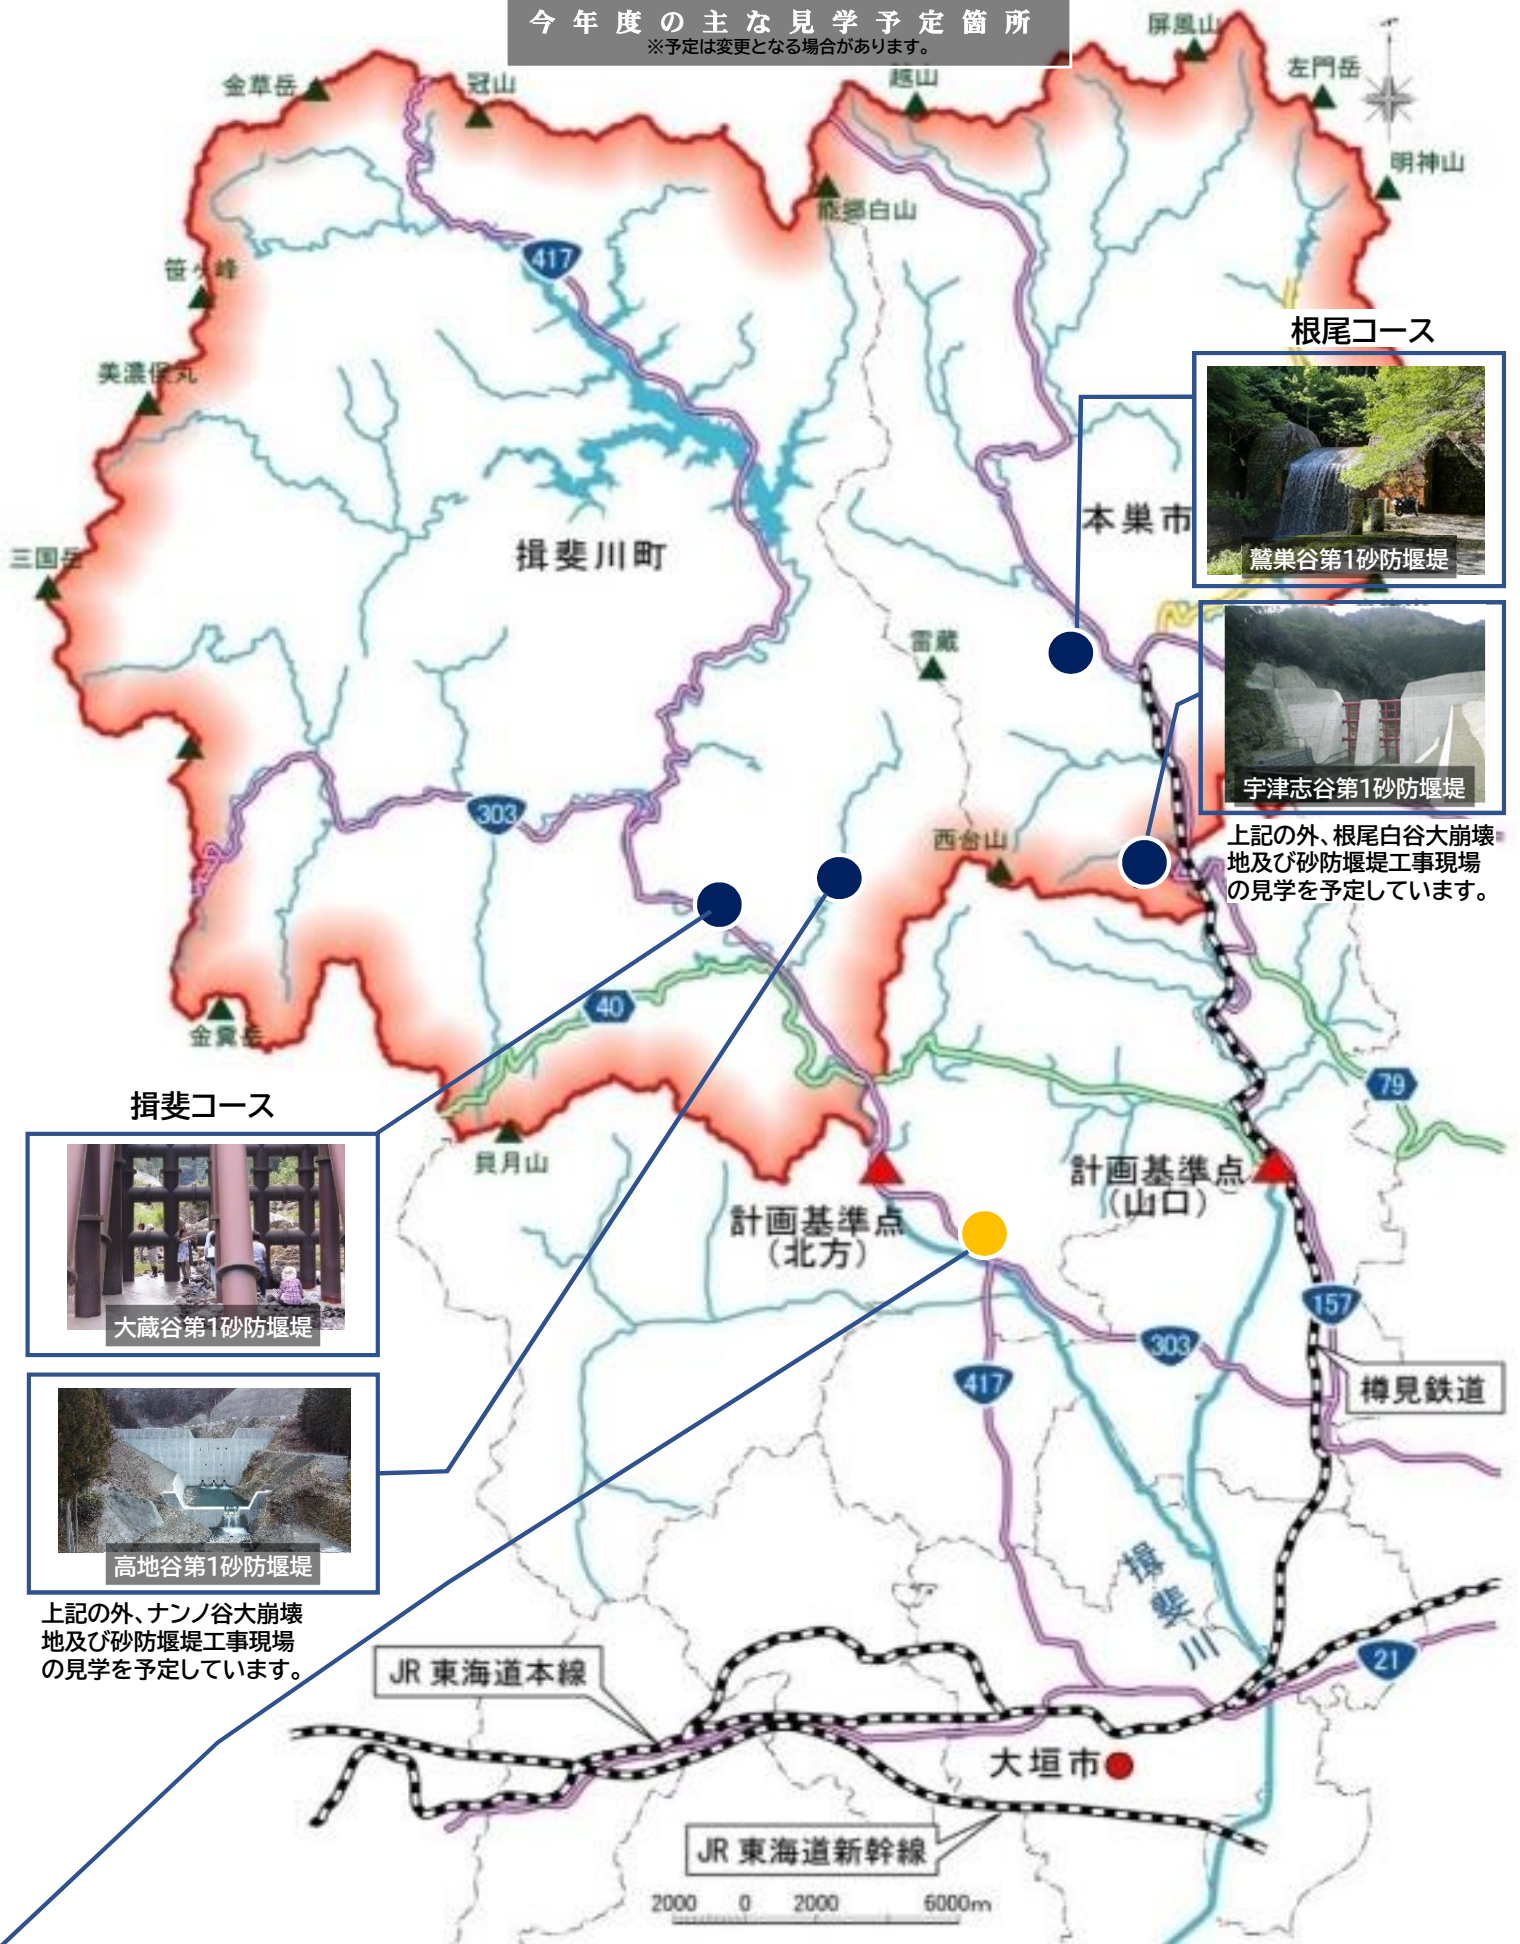 今年度の主な見学予定箇所
※予定は変更となる場合があります。
屏風山
左門岳
越山
冠山
金草岳
明神山
能郷白山
417
笹ヶ峰
根尾コース
美濃俣丸
本巣市
揖斐川町
三国岳
鷲巣谷第1砂防堰堤
雷蔵
宇津志谷第1砂防堰堤
303
西台山
上記の外、根尾白谷大崩壊
地及び砂防堰堤工事現場
の見学を予定しています。
40
金糞岳
79
揖斐コース
貝月山
計画基準点
(山口)
計画基準点
(北方)
大蔵谷第1砂防堰堤
157
303
417
樽見鉄道
高地谷第1砂防堰堤
上記の外、ナンノ谷大崩壊
地及び砂防堰堤工事現場
の見学を予定しています。
揖斐川
21
JR 東海道本線
大垣市
JR 東海道新幹線
2000 0 2000 6000m